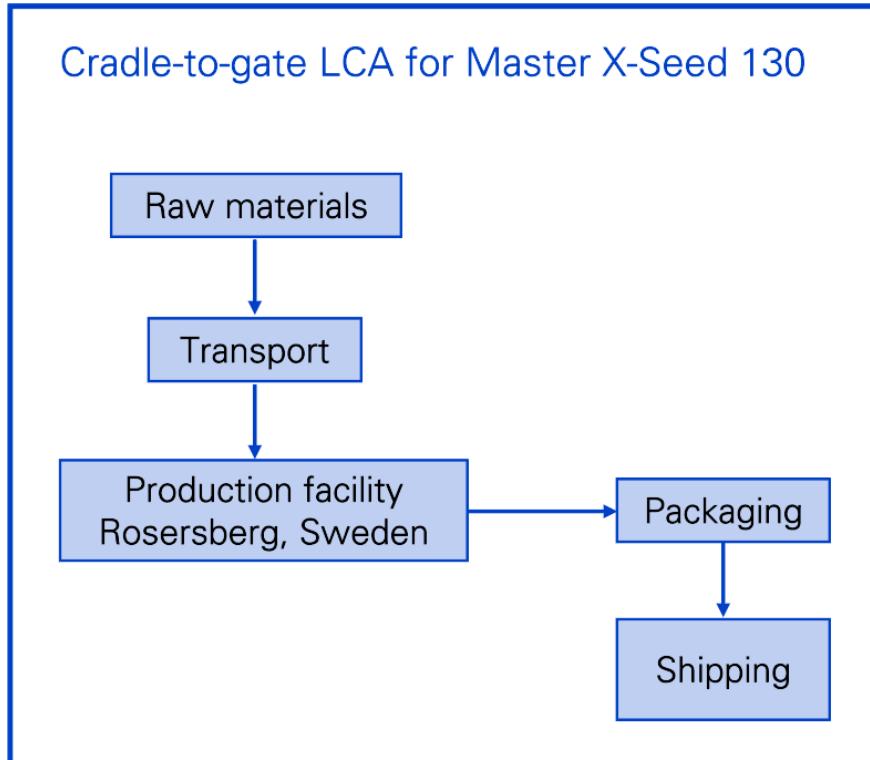 Cradle-to-gate LCA for Master X-Seed 130
Raw materials
Transport
Production facility
Rosersberg, Sweden
Packaging
Shipping